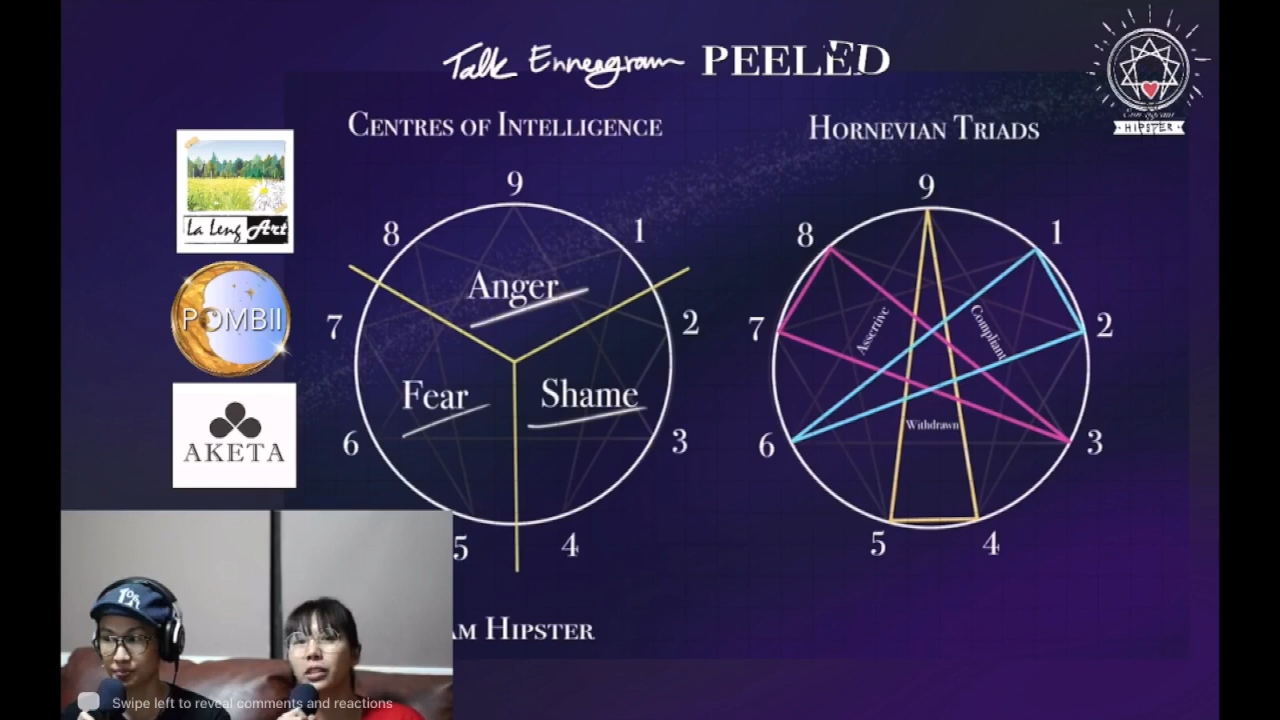 Talk Enneagram PEELED
HIPSTER
CENTRES OF INTELLIGENCE
HORNEVIAN TRIADS
La Leng Art
POMBII
AKETA
9
8
1
7
2
6
3
5
4
Anger
Fear
Shame
9
8
1
7
2
6
3
5
4
Assertive
Compliant
Withdrawn
AM HIPSTER
Swipe left to reveal comments and reactions